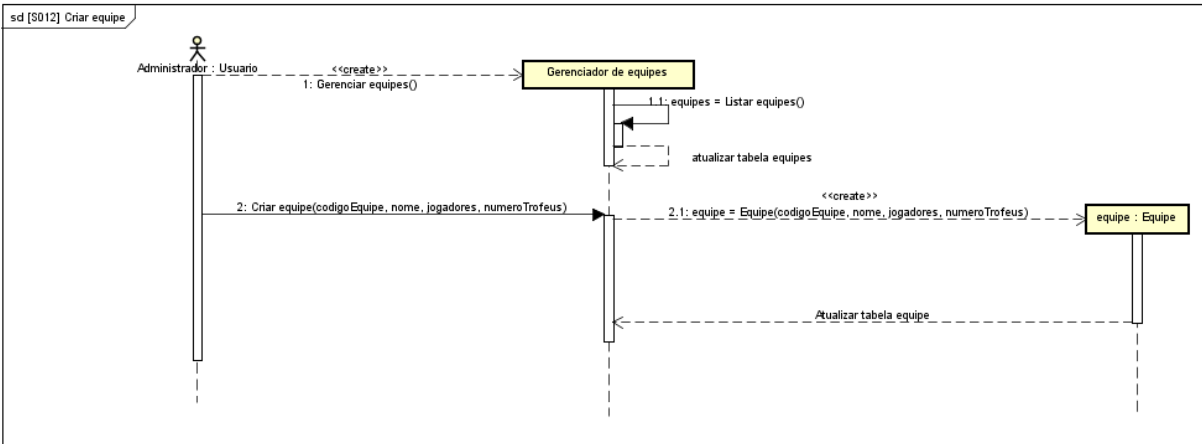 sd [S012] Criar equipe
Administrador : Usuario
<<create>>
1: Gerenciar equipes()
Gerenciador de equipes
1.1: equipes = Listar equipes()
atualizar tabela equipes
2: Criar equipe(codigoEquipe, nome, jogadores, numeroTrofeus)
<<create>>
2.1: equipe = Equipe(codigoEquipe, nome, jogadores, numeroTrofeus)
equipe : Equipe
Atualizar tabela equipe